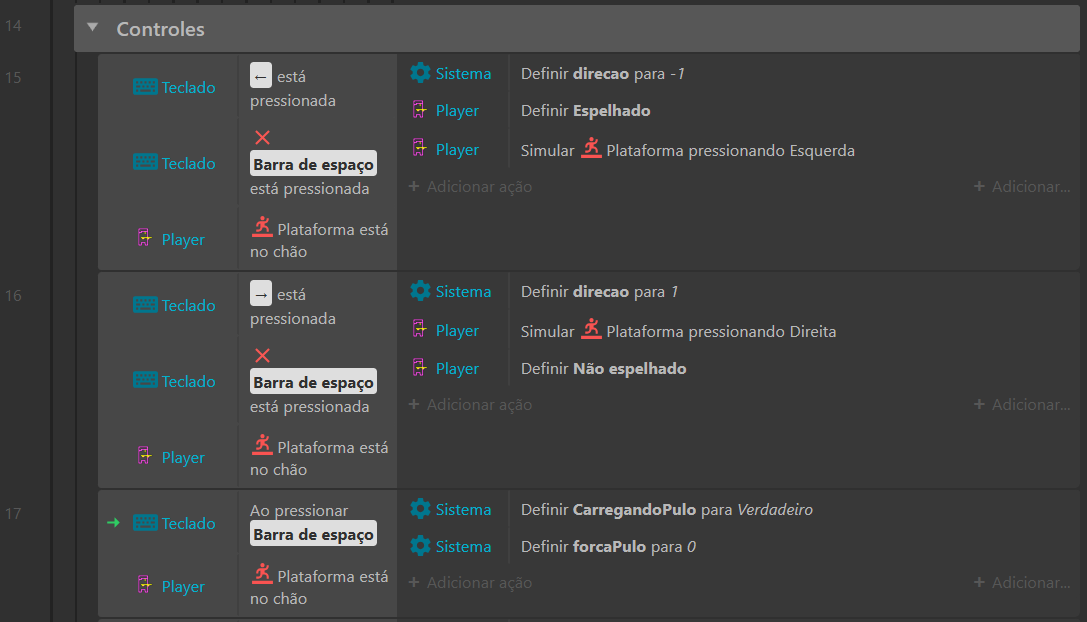 14
Controles
15
Teclado
← está
pressionada
Teclado
Barra de espaço
está pressionada
Player
Plataforma está
no chão
Sistema
Definir direcao para -1
Player
Definir Espelhado
Player
Simular Plataforma pressionando Esquerda
+ Adicionar ação
+ Adicionar...
16
Teclado
→ está
pressionada
Teclado
Barra de espaço
está pressionada
Player
Plataforma está
no chão
Sistema
Definir direcao para 1
Player
Simular Plataforma pressionando Direita
Player
Definir Não espelhado
+ Adicionar ação
+ Adicionar...
17
Teclado
Ao pressionar
Barra de espaço
Player
Plataforma está
no chão
Sistema
Definir CarregandoPulo para Verdadeiro
Sistema
Definir forcaPulo para 0
+ Adicionar ação
+ Adicionar...